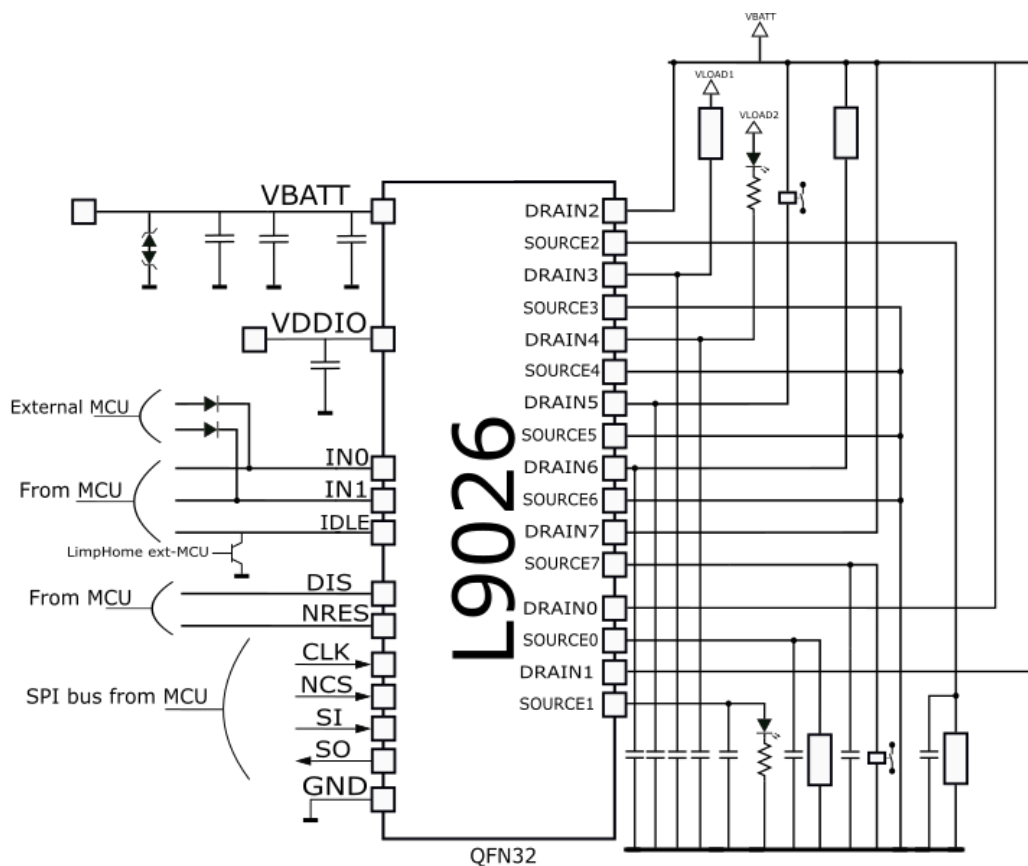 VBATT
VLOAD1
VLOAD2
VBATT
DRAIN2
SOURCE2
DRAIN3
SOURCE3
VDDIO
DRAIN4
SOURCE4
External MCU
DRAIN5
SOURCE5
IN0
DRAIN6
From MCU
IN1
SOURCE6
IDLE
DRAIN7
LimpHome ext-MCU
SOURCE7
L9026
DIS
From MCU
DRAIN0
NRES
SOURCE0
CLK
DRAIN1
NCS
SPI bus from MCU
SOURCE1
SI
SO
GND
QFN32